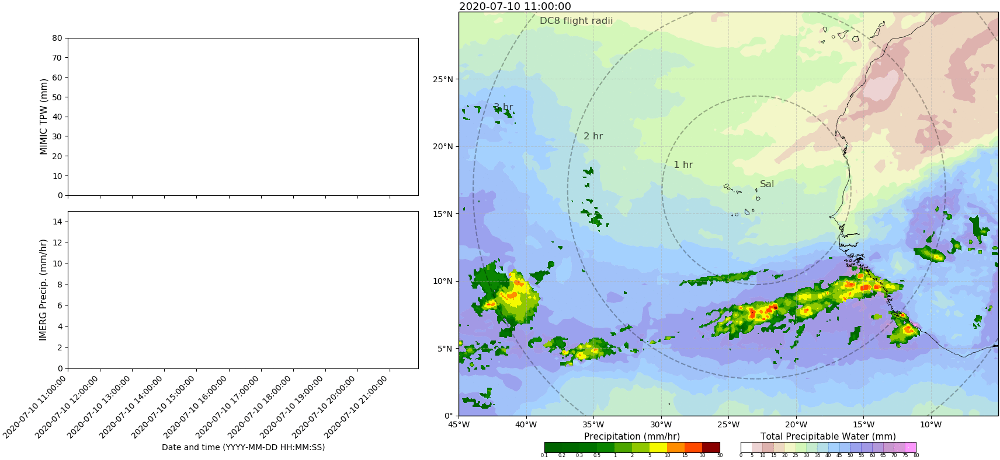 2020-07-10 11:00:00
DC8 flight radii
3 hr
2 hr
1 hr
Sal
25°N
20°N
15°N
10°N
5°N
0°
45°W 40°W 35°W 30°W 25°W 20°W 15°W 10°W
Precipitation (mm/hr)
0.1 0.2 0.3 0.5 1 2 5 10 15 30 50
Total Precipitable Water (mm)
0 5 10 15 20 25 30 35 40 45 50 55 60 65 70 75 80
MIMIC TPW (mm)
80
70
60
50
40
30
20
10
0
IMERG Precip. (mm/hr)
14
12
10
8
6
4
2
0
2020-07-10 11:00:00
2020-07-10 12:00:00
2020-07-10 13:00:00
2020-07-10 14:00:00
2020-07-10 15:00:00
2020-07-10 16:00:00
2020-07-10 17:00:00
2020-07-10 18:00:00
2020-07-10 19:00:00
2020-07-10 20:00:00
2020-07-10 21:00:00
Date and time (YYYY-MM-DD HH:MM:SS)